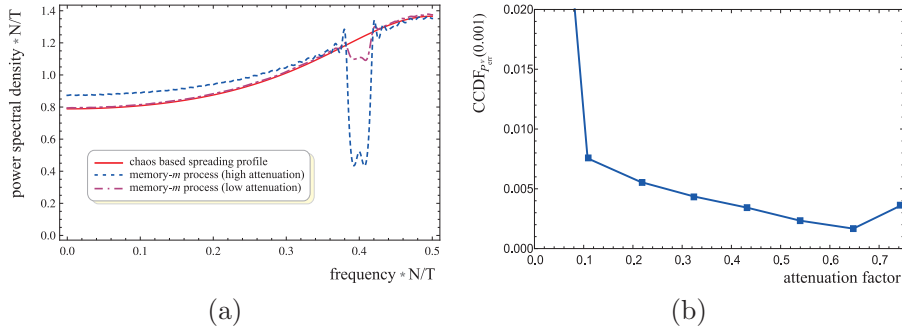 power spectral density * N/T
1.4
1.2
1.0
0.8
0.6
0.4
0.2
0.0
chaos based spreading profile
memory-m process (high attenuation)
memory-m process (low attenuation)
0.0 0.1 0.2 0.3 0.4 0.5
frequency * N/T
(a)
CCDF_{P_{err}^v}(0.001)
0.020
0.015
0.010
0.005
0.000
0.0 0.1 0.2 0.3 0.4 0.5 0.6 0.7
attenuation factor
(b)